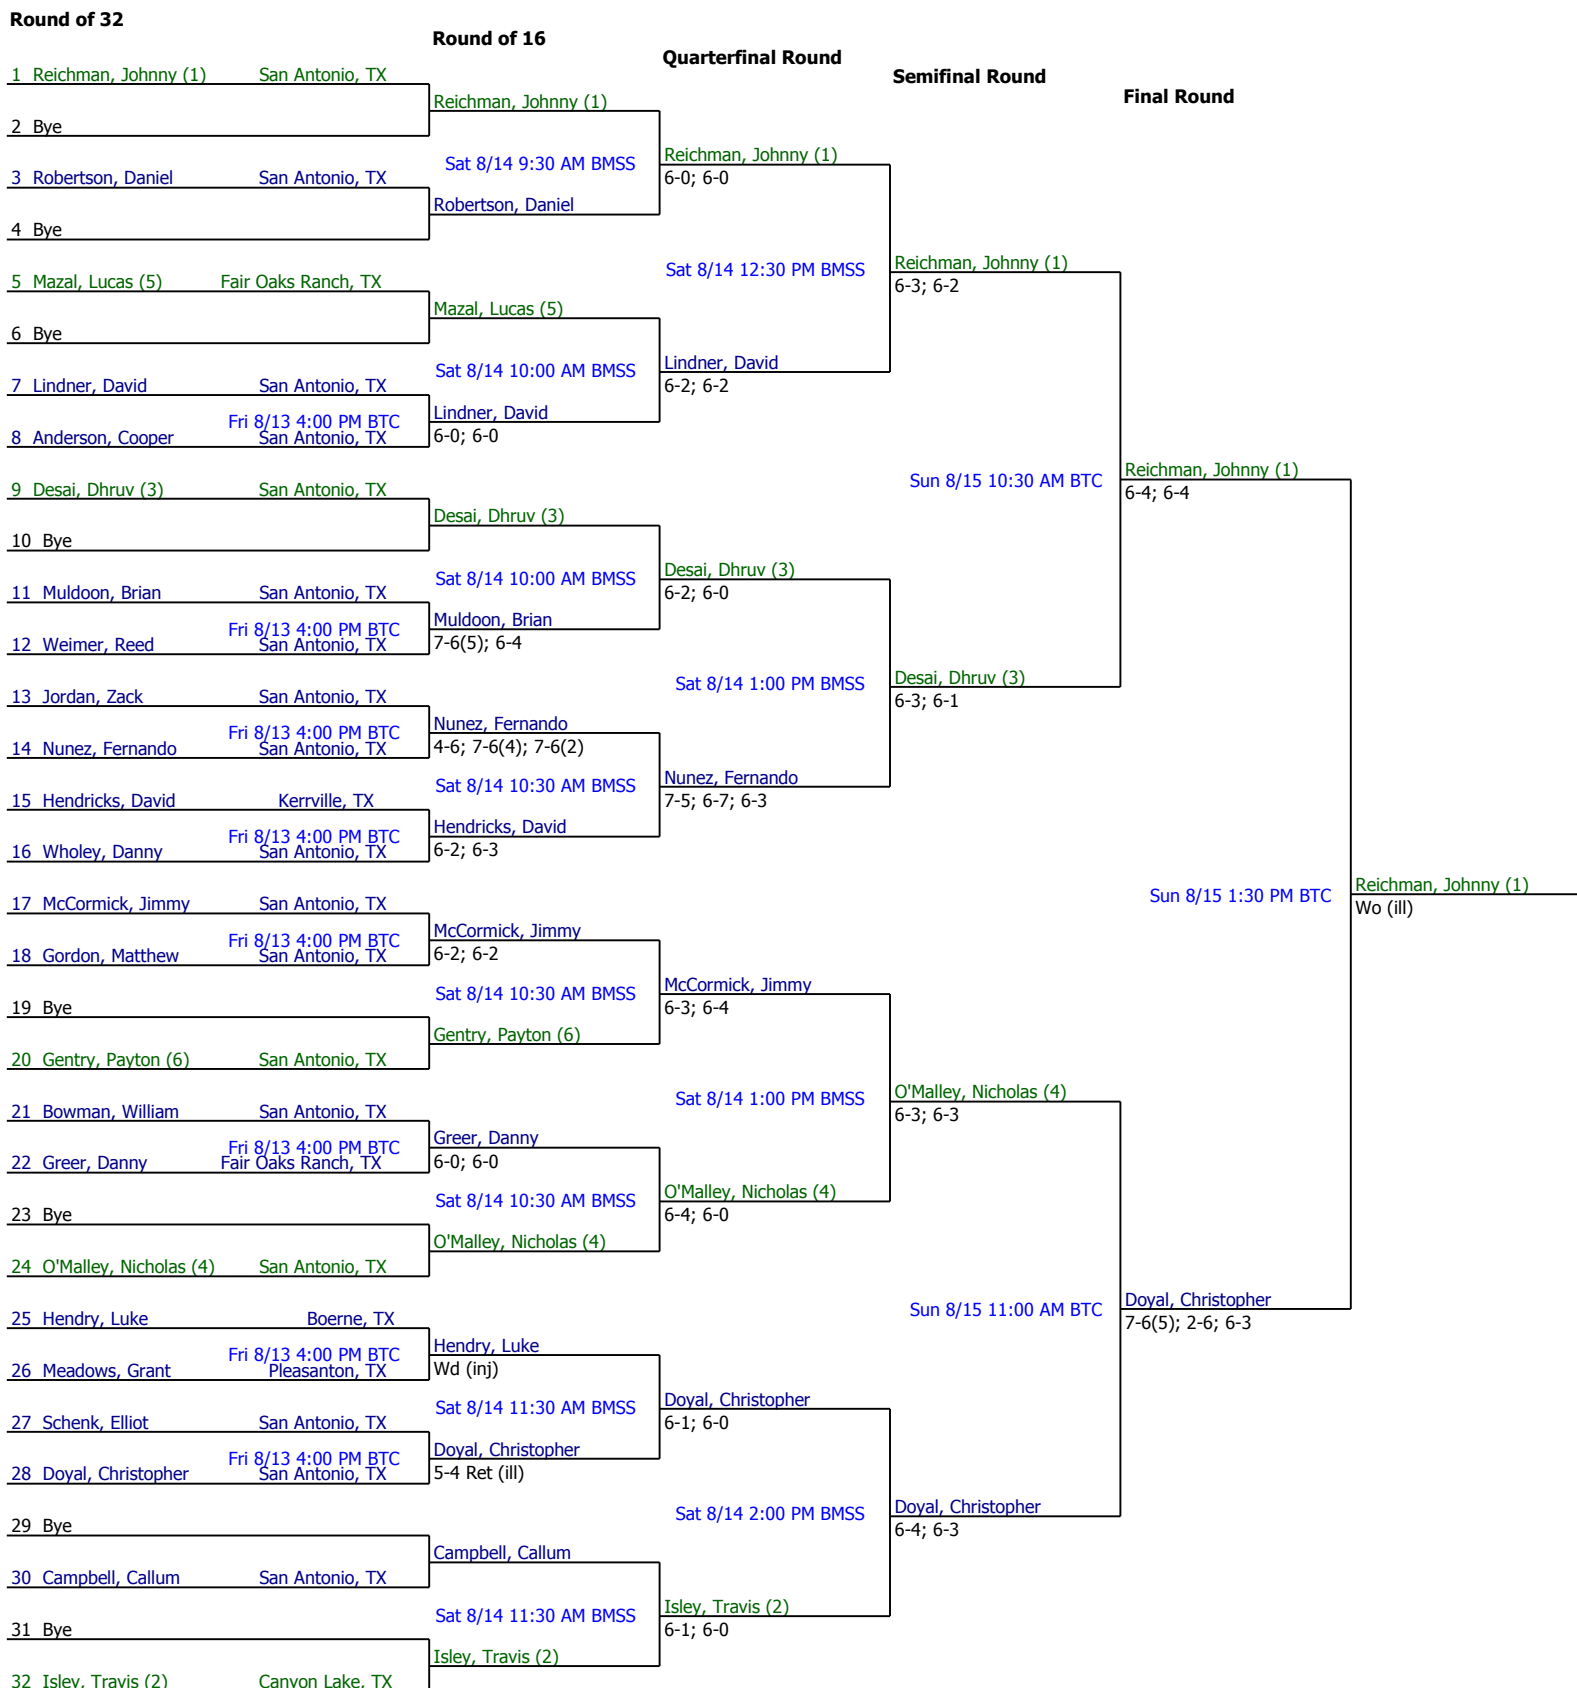 Round of 32
Round of 16
Quarterfinal Round
Semifinal Round
Final Round
1 Reichman, Johnny (1) San Antonio, TX
Reichman, Johnny (1)
2 Bye
Sat 8/14 9:30 AM BMSS
Reichman, Johnny (1)
6-0; 6-0
3 Robertson, Daniel San Antonio, TX
Robertson, Daniel
4 Bye
Sat 8/14 12:30 PM BMSS
Reichman, Johnny (1)
6-3; 6-2
5 Mazal, Lucas (5) Fair Oaks Ranch, TX
Mazal, Lucas (5)
6 Bye
Sat 8/14 10:00 AM BMSS
Lindner, David
6-2; 6-2
7 Lindner, David San Antonio, TX
Fri 8/13 4:00 PM BTC
Lindner, David
6-0; 6-0
8 Anderson, Cooper San Antonio, TX
Sun 8/15 10:30 AM BTC
Reichman, Johnny (1)
6-4; 6-4
9 Desai, Dhruv (3) San Antonio, TX
Desai, Dhruv (3)
10 Bye
Sat 8/14 10:00 AM BMSS
Desai, Dhruv (3)
6-2; 6-0
11 Muldoon, Brian San Antonio, TX
Fri 8/13 4:00 PM BTC
Muldoon, Brian
7-6(5); 6-4
12 Weimer, Reed San Antonio, TX
Sat 8/14 1:00 PM BMSS
Desai, Dhruv (3)
6-3; 6-1
13 Jordan, Zack San Antonio, TX
Fri 8/13 4:00 PM BTC
Nunez, Fernando
4-6; 7-6(4); 7-6(2)
14 Nunez, Fernando San Antonio, TX
Sat 8/14 10:30 AM BMSS
Nunez, Fernando
7-5; 6-7; 6-3
15 Hendricks, David Kerrville, TX
Fri 8/13 4:00 PM BTC
Hendricks, David
6-2; 6-3
16 Wholey, Danny San Antonio, TX
Sun 8/15 1:30 PM BTC
Reichman, Johnny (1)
Wo (ill)
17 McCormick, Jimmy San Antonio, TX
Fri 8/13 4:00 PM BTC
McCormick, Jimmy
6-2; 6-2
18 Gordon, Matthew San Antonio, TX
Sat 8/14 10:30 AM BMSS
McCormick, Jimmy
6-3; 6-4
19 Bye
Gentry, Payton (6)
20 Gentry, Payton (6) San Antonio, TX
Sat 8/14 1:00 PM BMSS
O'Malley, Nicholas (4)
6-3; 6-3
21 Bowman, William San Antonio, TX
Fri 8/13 4:00 PM BTC
Greer, Danny
6-0; 6-0
22 Greer, Danny Fair Oaks Ranch, TX
Sat 8/14 10:30 AM BMSS
O'Malley, Nicholas (4)
6-4; 6-0
23 Bye
O'Malley, Nicholas (4)
24 O'Malley, Nicholas (4) San Antonio, TX
Sun 8/15 11:00 AM BTC
Doyal, Christopher
7-6(5); 2-6; 6-3
25 Hendry, Luke Boerne, TX
Fri 8/13 4:00 PM BTC
Hendry, Luke
Wd (inj)
26 Meadows, Grant Pleasanton, TX
Sat 8/14 11:30 AM BMSS
Doyal, Christopher
6-1; 6-0
27 Schenk, Elliot San Antonio, TX
Fri 8/13 4:00 PM BTC
Doyal, Christopher
5-4 Ret (ill)
28 Doyal, Christopher San Antonio, TX
Sat 8/14 2:00 PM BMSS
Doyal, Christopher
6-4; 6-3
29 Bye
Campbell, Callum
30 Campbell, Callum San Antonio, TX
Sat 8/14 11:30 AM BMSS
Isley, Travis (2)
6-1; 6-0
31 Bye
Isley, Travis (2)
32 Isley, Travis (2) Canyon Lake, TX